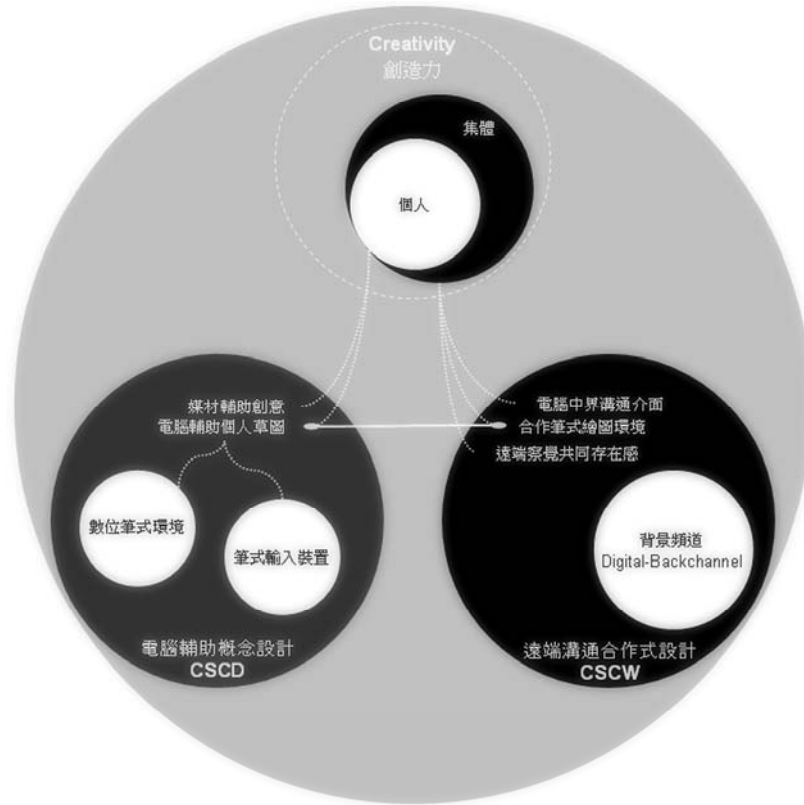 Creativity
創造力
集體
個人
媒材輔助創意
電腦輔助個人草圖
數位筆式環境
筆式輸入裝置
電腦輔助概念設計
CSCD
電腦中界溝通介面
合作筆式繪圖環境
遠端察覺共同存在感
背景頻道
Digital-Backchannel
遠端溝通合作式設計
CSCW